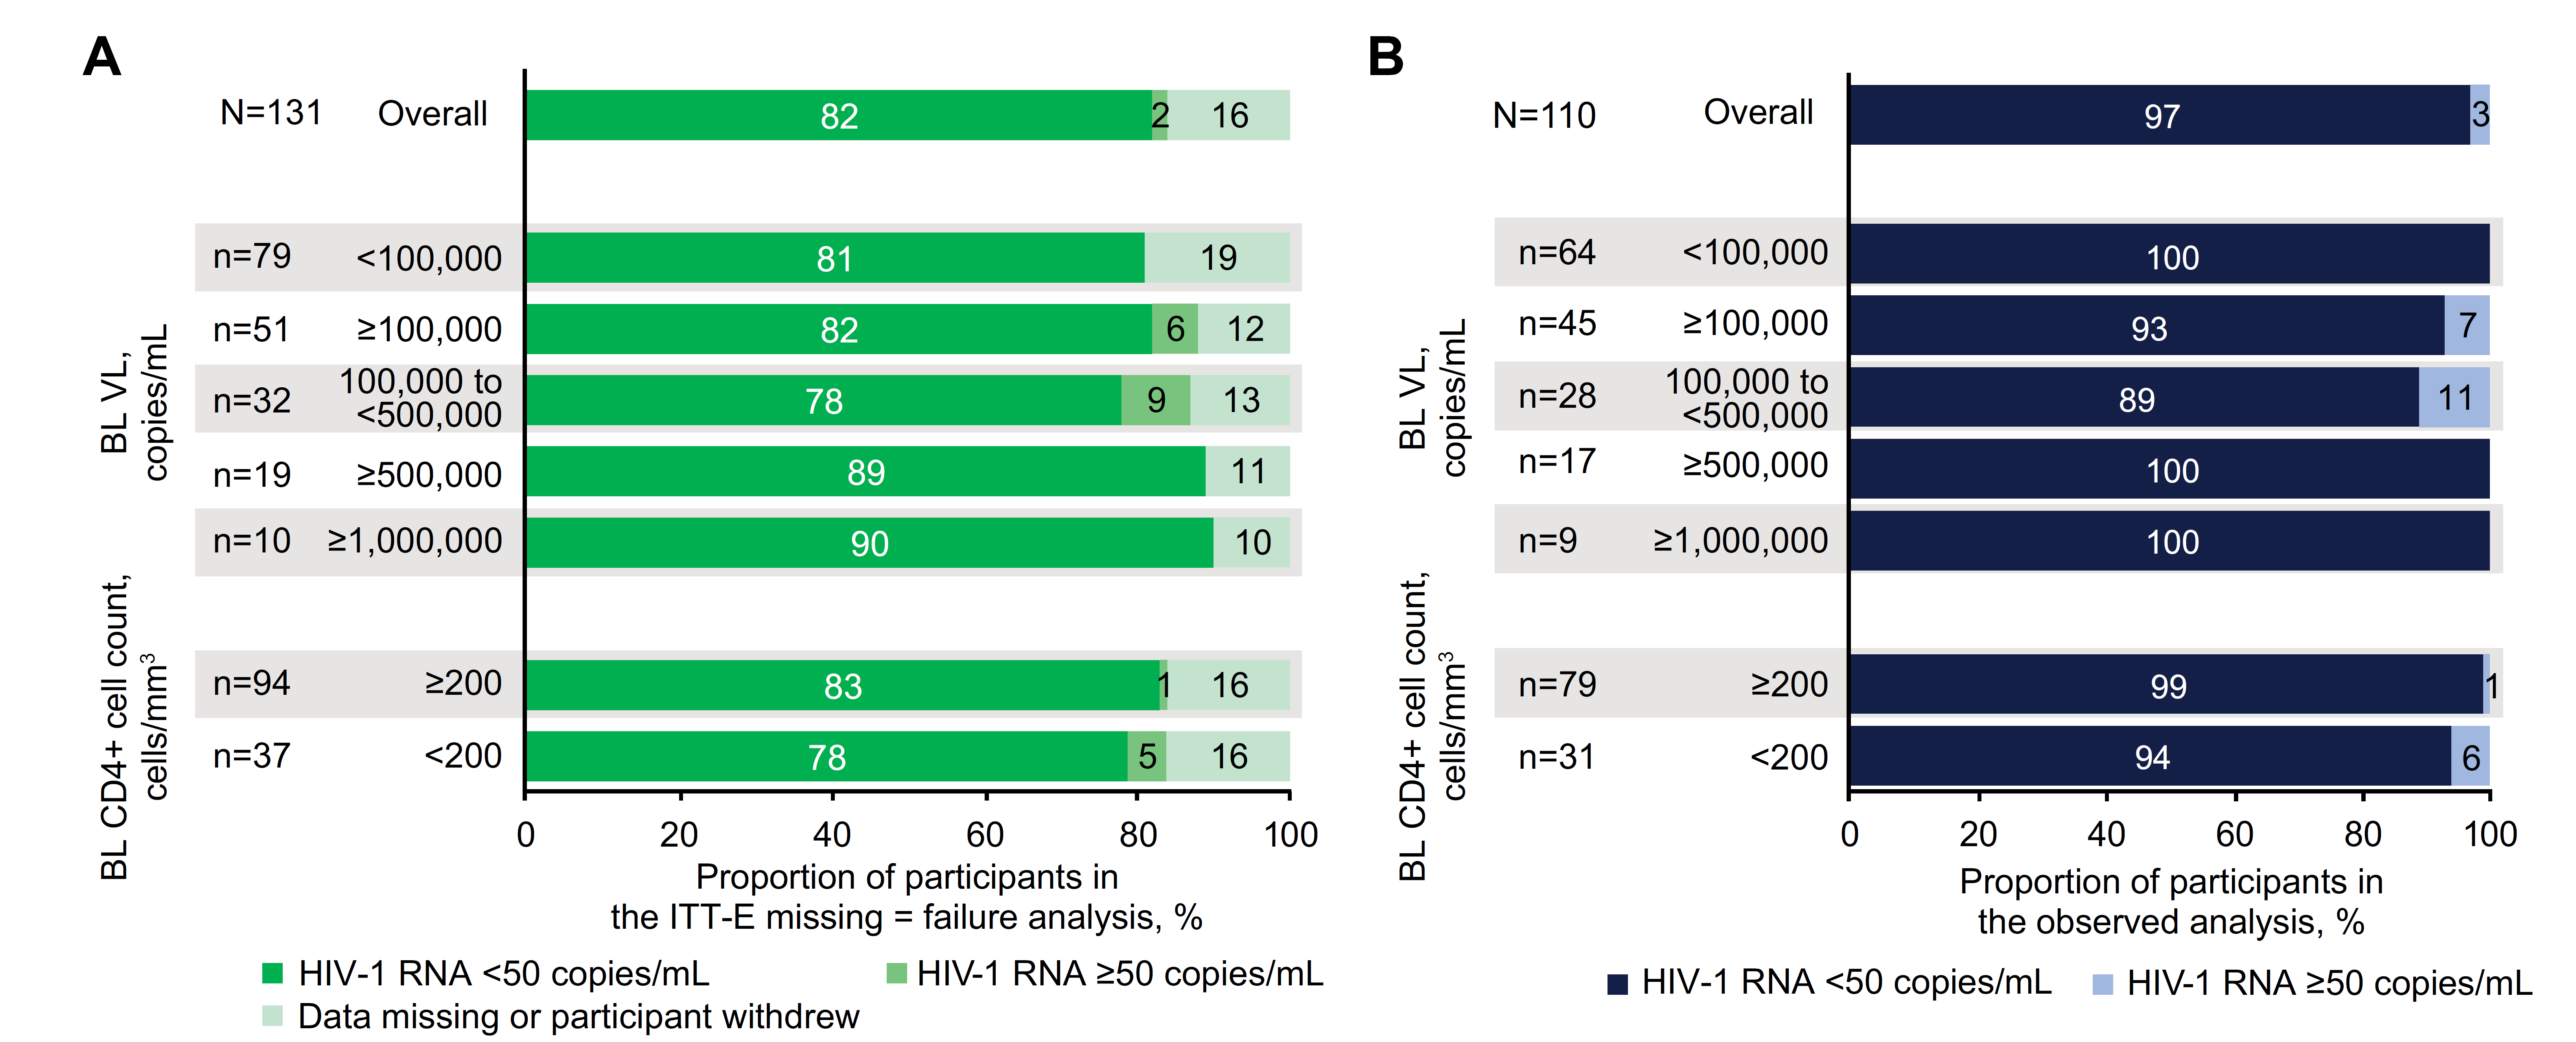 A
N=131 Overall 82 2 16
BL VL,
copies/mL
n=79 <100,000 81 19
n=51 ≥100,000 82 6 12
n=32 100,000 to
<500,000 78 9 13
n=19 ≥500,000 89 11
n=10 ≥1,000,000 90 10
BL CD4+ cell count,
cells/mm³
n=94 ≥200 83 1 16
n=37 <200 78 5 16
0 20 40 60 80 100
Proportion of participants in
the ITT-E missing = failure analysis, %
HIV-1 RNA <50 copies/mL HIV-1 RNA ≥50 copies/mL
Data missing or participant withdrew
B
N=110 Overall 97 3
BL VL,
copies/mL
n=64 <100,000 100
n=45 ≥100,000 93 7
n=28 100,000 to
<500,000 89 11
n=17 ≥500,000 100
n=9 ≥1,000,000 100
BL CD4+ cell count,
cells/mm³
n=79 ≥200 99 1
n=31 <200 94 6
0 20 40 60 80 100
Proportion of participants in
the observed analysis, %
HIV-1 RNA <50 copies/mL HIV-1 RNA ≥50 copies/mL